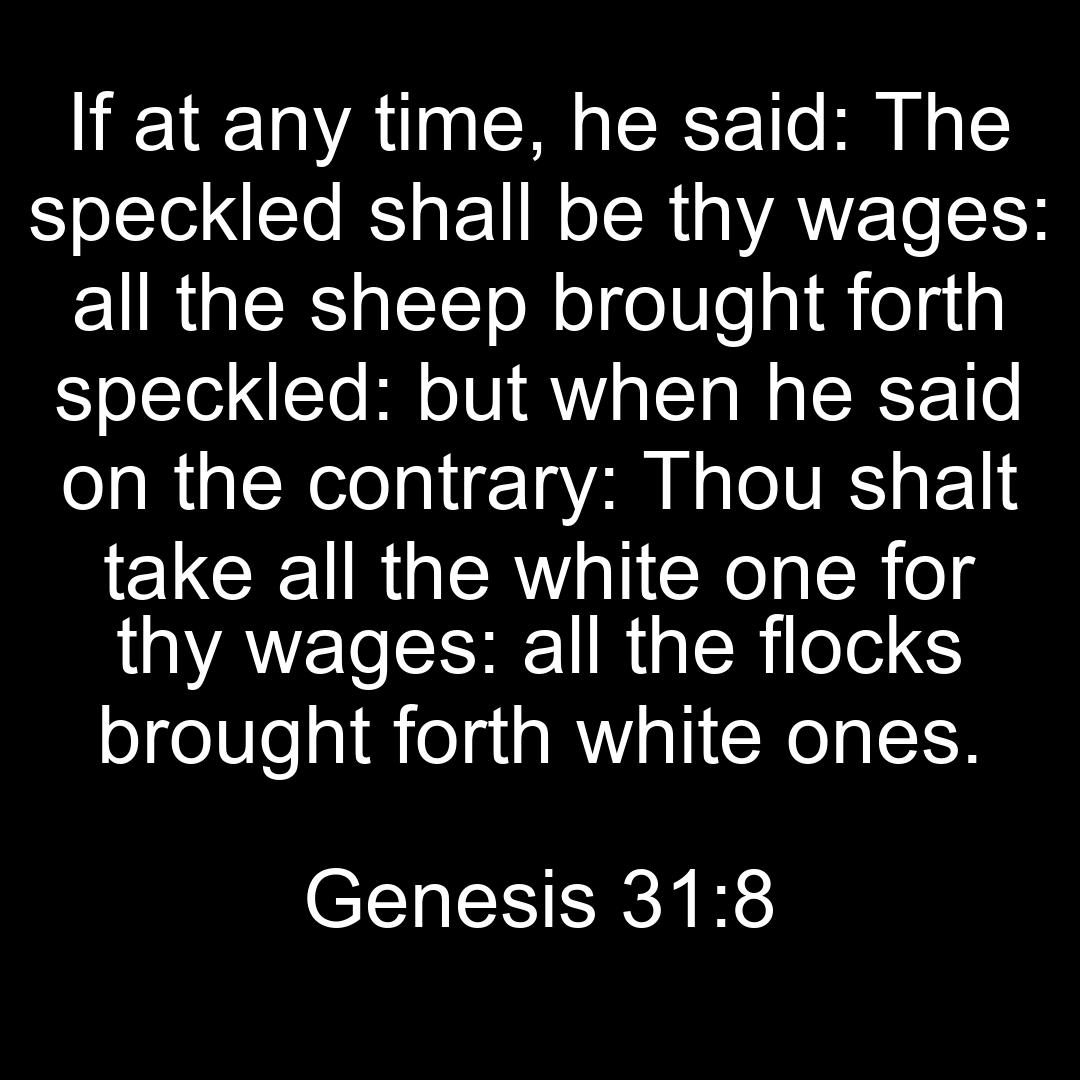 If at any time, he said: The
speckled shall be thy wages:
all the sheep brought forth
speckled: but when he said
on the contrary: Thou shalt
take all the white one for
thy wages: all the flocks
brought forth white ones.
Genesis 31:8